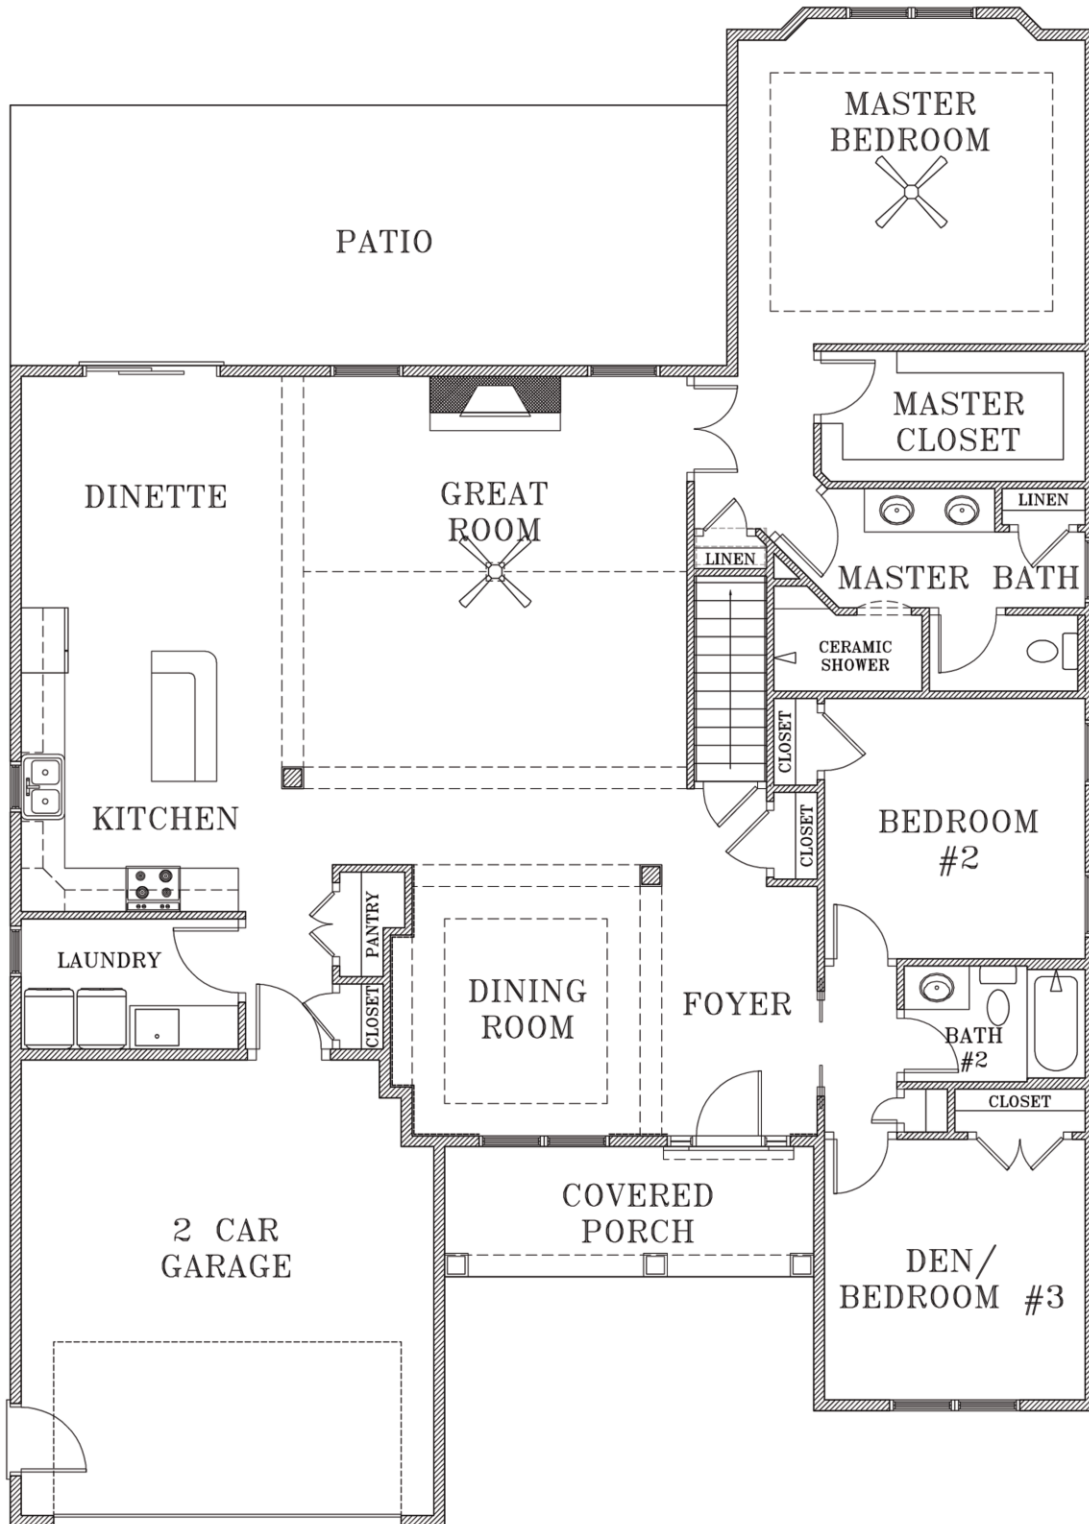 MASTER
BEDROOM
PATIO
MASTER
CLOSET
DINETTE
GREAT
ROOM
LINEN
LINEN
MASTER BATH
CERAMIC
SHOWER
CLOSET
KITCHEN
CLOSET
BEDROOM
#2
PANTRY
LAUNDRY
DINING
ROOM
FOYER
CLOSET
BATH
#2
CLOSET
COVERED
PORCH
2 CAR
GARAGE
DEN/
BEDROOM #3